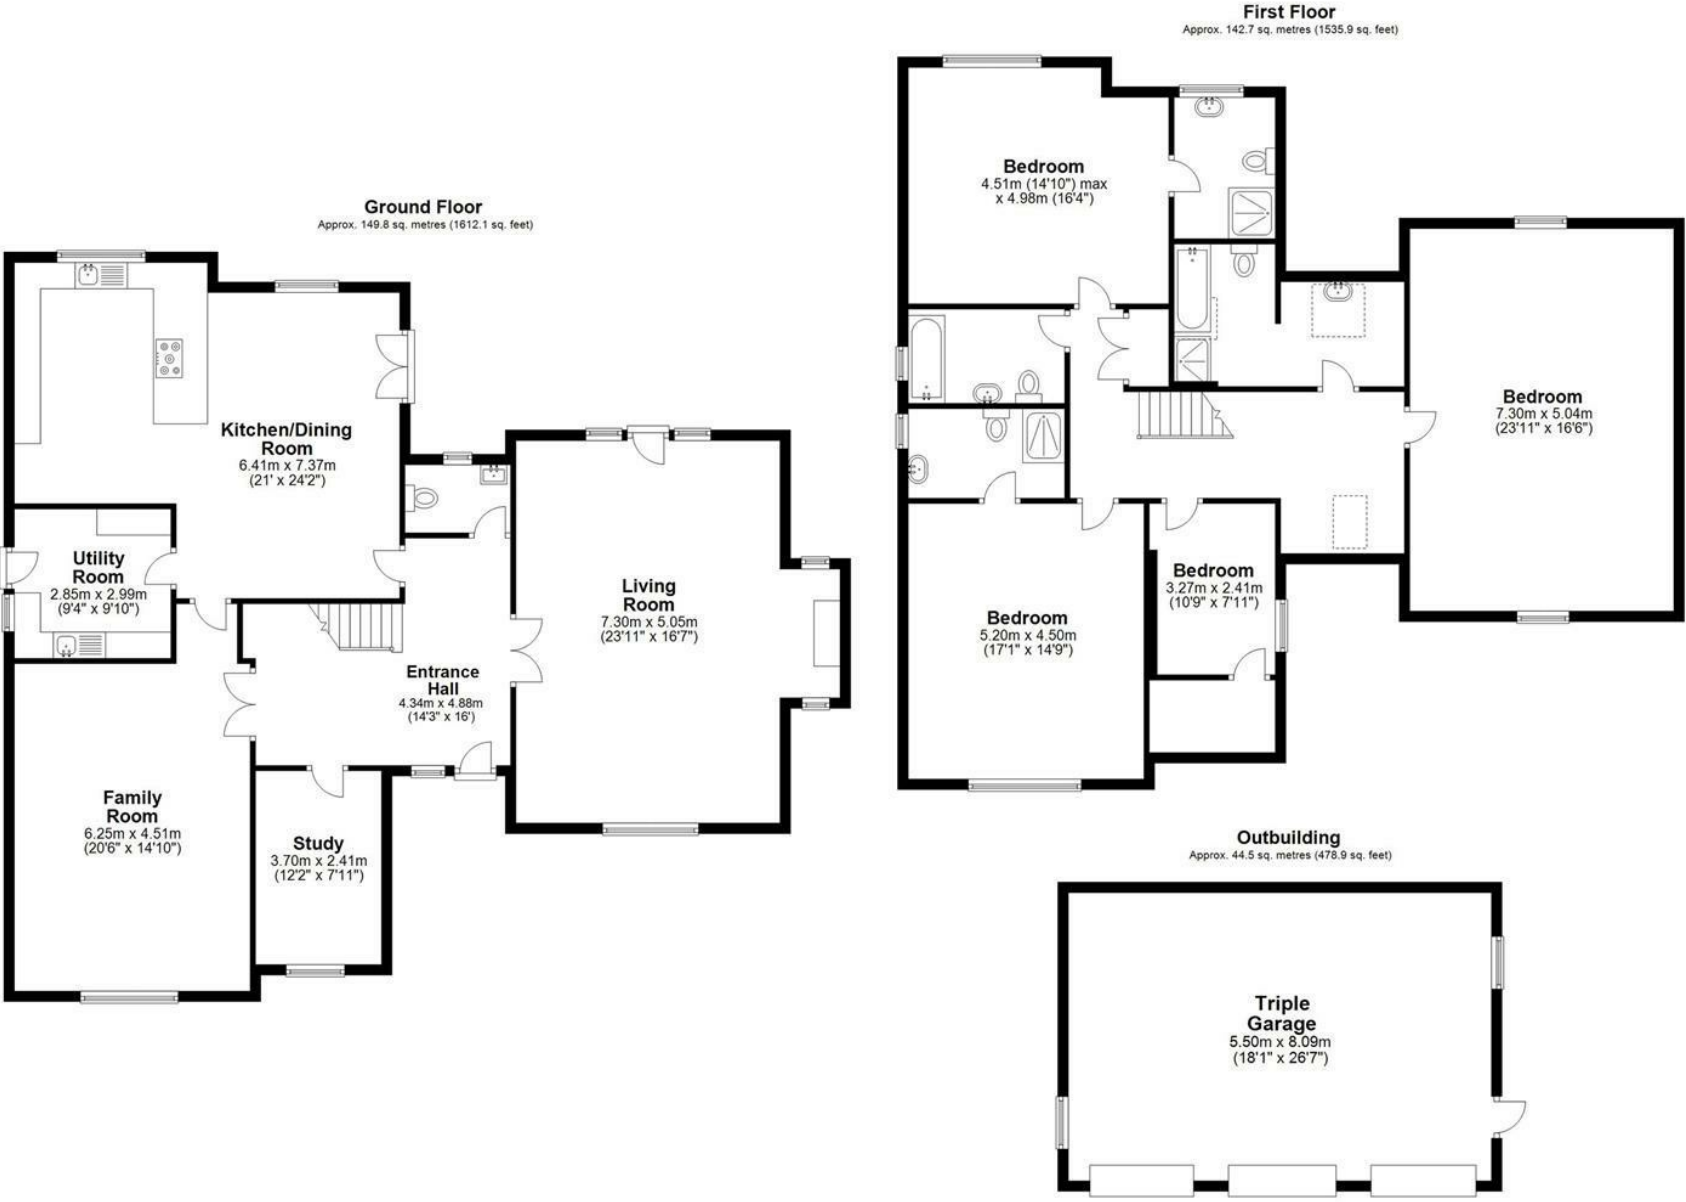 First Floor
Approx. 142.7 sq. metres (1535.9 sq. feet)
Bedroom
4.51m (14'10") max
x 4.98m (16'4")
Bedroom
7.30m x 5.04m
(23'11" x 16'6")
Bedroom
3.27m x 2.41m
(10'9" x 7'11")
Bedroom
5.20m x 4.50m
(17'1" x 14'9")
Ground Floor
Approx. 149.8 sq. metres (1612.1 sq. feet)
Kitchen/Dining
Room
6.41m x 7.37m
(21' x 24'2")
Utility
Room
2.85m x 2.99m
(9'4" x 9'10")
Living
Room
7.30m x 5.05m
(23'11" x 16'7")
Entrance
Hall
4.34m x 4.88m
(14'3" x 16')
Family
Room
6.25m x 4.51m
(20'6" x 14'10")
Study
3.70m x 2.41m
(12'2" x 7'11")
Outbuilding
Approx. 44.5 sq. metres (478.9 sq. feet)
Triple
Garage
5.50m x 8.09m
(18'1" x 26'7")